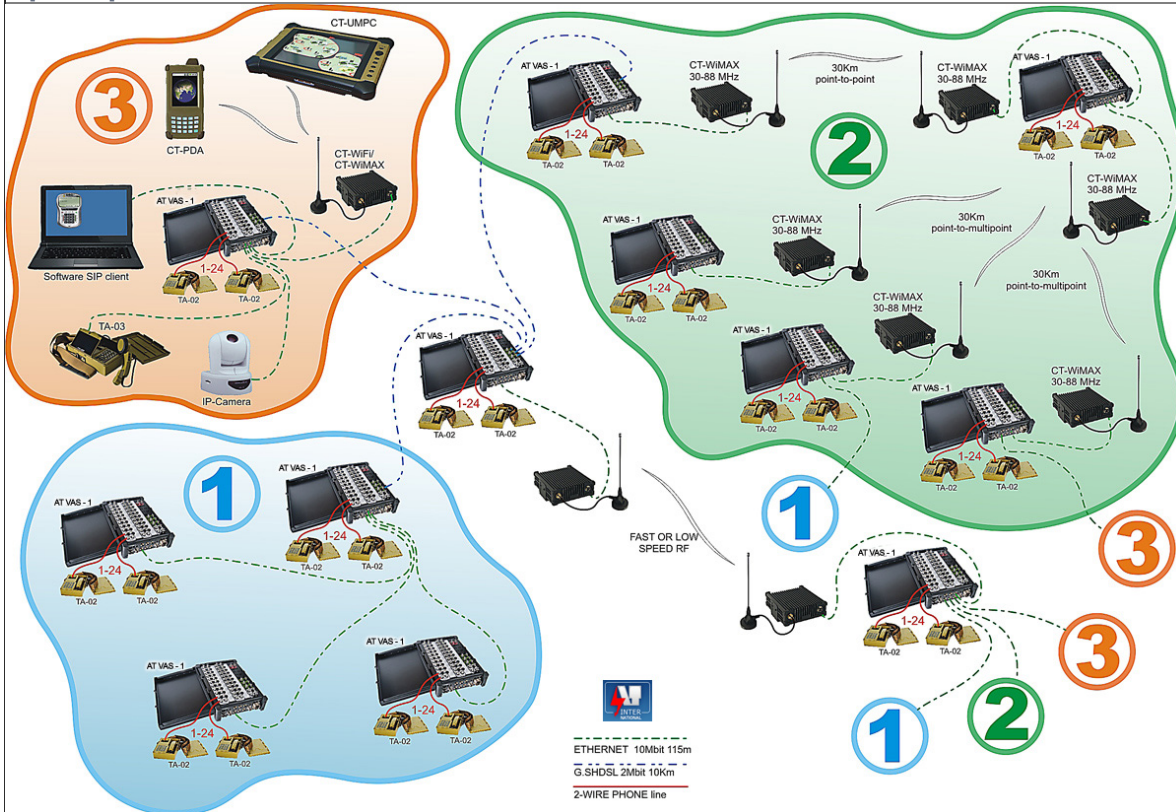 CT-UMPC
3
CT-PDA
CT-WiFi/
CT-WiMAX
AT VAS - 1
1-24
TA-02
TA-02
Software SIP client
TA-03
IP-Camera
AT VAS - 1
1-24
TA-02
TA-02
CT-WiMAX
30-88 MHz
30Km
point-to-point
CT-WiMAX
30-88 MHz
AT VAS - 1
1-24
TA-02
TA-02
2
CT-WiMAX
30-88 MHz
AT VAS - 1
1-24
TA-02
TA-02
CT-WiMAX
30-88 MHz
30Km
point-to-multipoint
30Km
point-to-multipoint
CT-WiMAX
30-88 MHz
AT VAS - 1
1-24
TA-02
TA-02
CT-WiMAX
30-88 MHz
AT VAS - 1
1-24
TA-02
TA-02
1
3
AT VAS - 1
1-24
TA-02
TA-02
FAST OR LOW
SPEED RF
1
AT VAS - 1
1-24
TA-02
TA-02
AT VAS - 1
1-24
TA-02
TA-02
AT VAS - 1
1-24
TA-02
TA-02
AT VAS - 1
1-24
TA-02
TA-02
AT VAS - 1
1-24
TA-02
TA-02
3
2
1
AT
INTER
NATIONAL
ETHERNET 10Mbit 115m
G.SHDSL 2Mbit 10Km
2-WIRE PHONE line